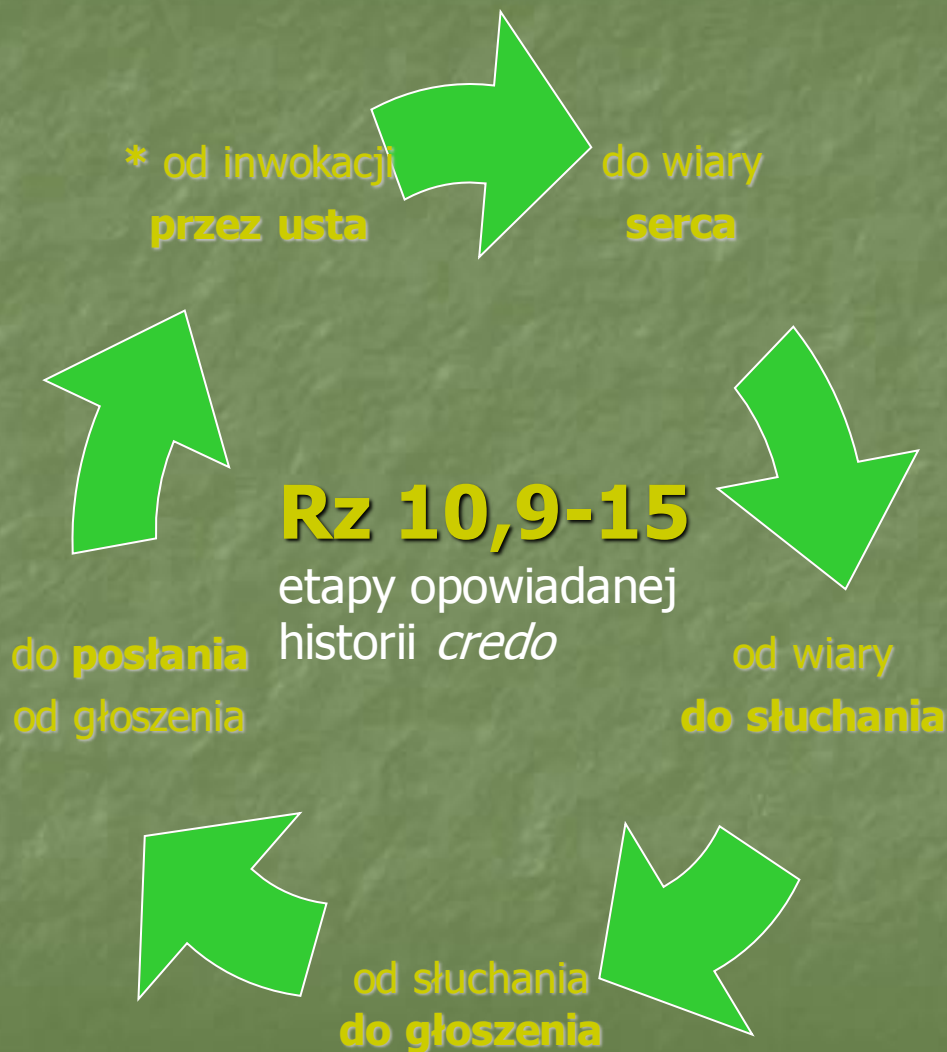 * od inwokacji
przez usta
do wiary
serca
Rz 10,9-15
etapy opowiadanej
historii credo
do posłania
od głoszenia
od wiary
do słuchania
od słuchania
do głoszenia